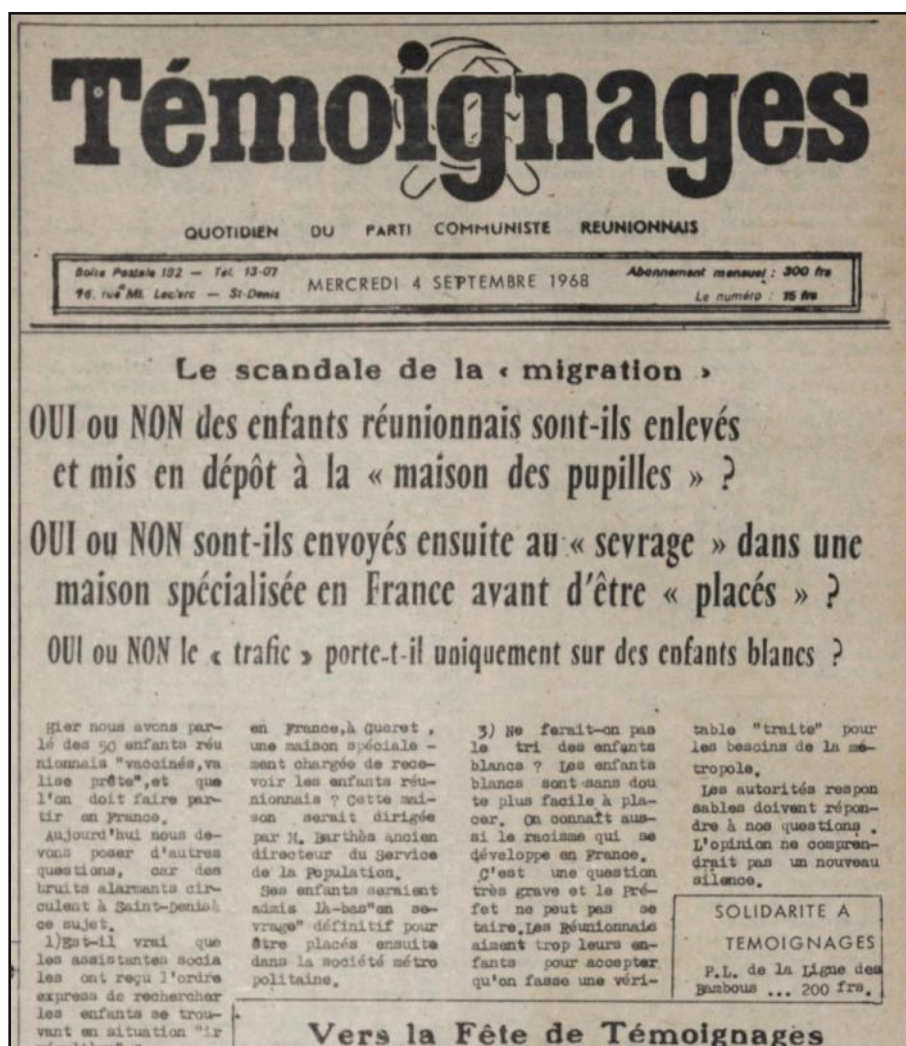 Témoignages
QUOTIDIEN DU PARTI COMMUNISTE REUNIONNAIS
Boite Postale 192 — Tel. 13-07
76, rue Ml. Leclerc — St-Denis
MERCREDI 4 SEPTEMBRE 1968
Abonnement mensuel : 300 frs
Le numéro : 15 frs
Le scandale de la « migration »
OUI ou NON des enfants réunionnais sont-ils enlevés
et mis en dépôt à la « maison des pupilles » ?
OUI ou NON sont-ils envoyés ensuite au « sevrage » dans une
maison spécialisée en France avant d'être « placés » ?
OUI ou NON le « trafic » porte-t-il uniquement sur des enfants blancs ?
Hier nous avons par-
lé des 50 enfants réu
nionnais "vaccinés,va
lise prête",et que
l'on doit faire par-
tir en France.
Aujourd'hui nous de-
vons poser d'autres
questions, car des
bruits alarmants cir-
culent à Saint-Denis à
ce sujet.
1)Est-il vrai que
les assistantes socia
les ont reçu l'ordre
express de rechercher
les enfants se trou-
vant en situation "ir
en France,à Gueret ,
une maison spéciale -
ment chargée de rece-
voir les enfants réu-
nionnais ? Cette mai-
son serait dirigée
par M. Barthès ancien
directeur du Service
de la Population.
Ses enfants seraient
admis là-bas"en se-
vrage" définitif pour
être placés ensuite
dans la société métro
politaine.
3) Ne ferait-on pas
le tri des enfants
blancs ? Les enfants
blancs sont sans dou
te plus facile à pla-
cer. On connaît aus-
si le racisme qui se
développe en France.
C'est une question
très grave et le Pré-
fet ne peut pas se
taire.Les Réunionnais
aiment trop leurs en-
fants pour accepter
qu'on fasse une véri-
table "traite" pour
les besoins de la mé-
tropole.
Les autorités respon
sables doivent répon-
dre à nos questions .
L'opinion ne compren-
drait pas un nouveau
silence.
SOLIDARITE A
TEMOIGNAGES
P.L. de la Ligne des
Bambous ... 200 frs.
Vers la Fête de Témoignages